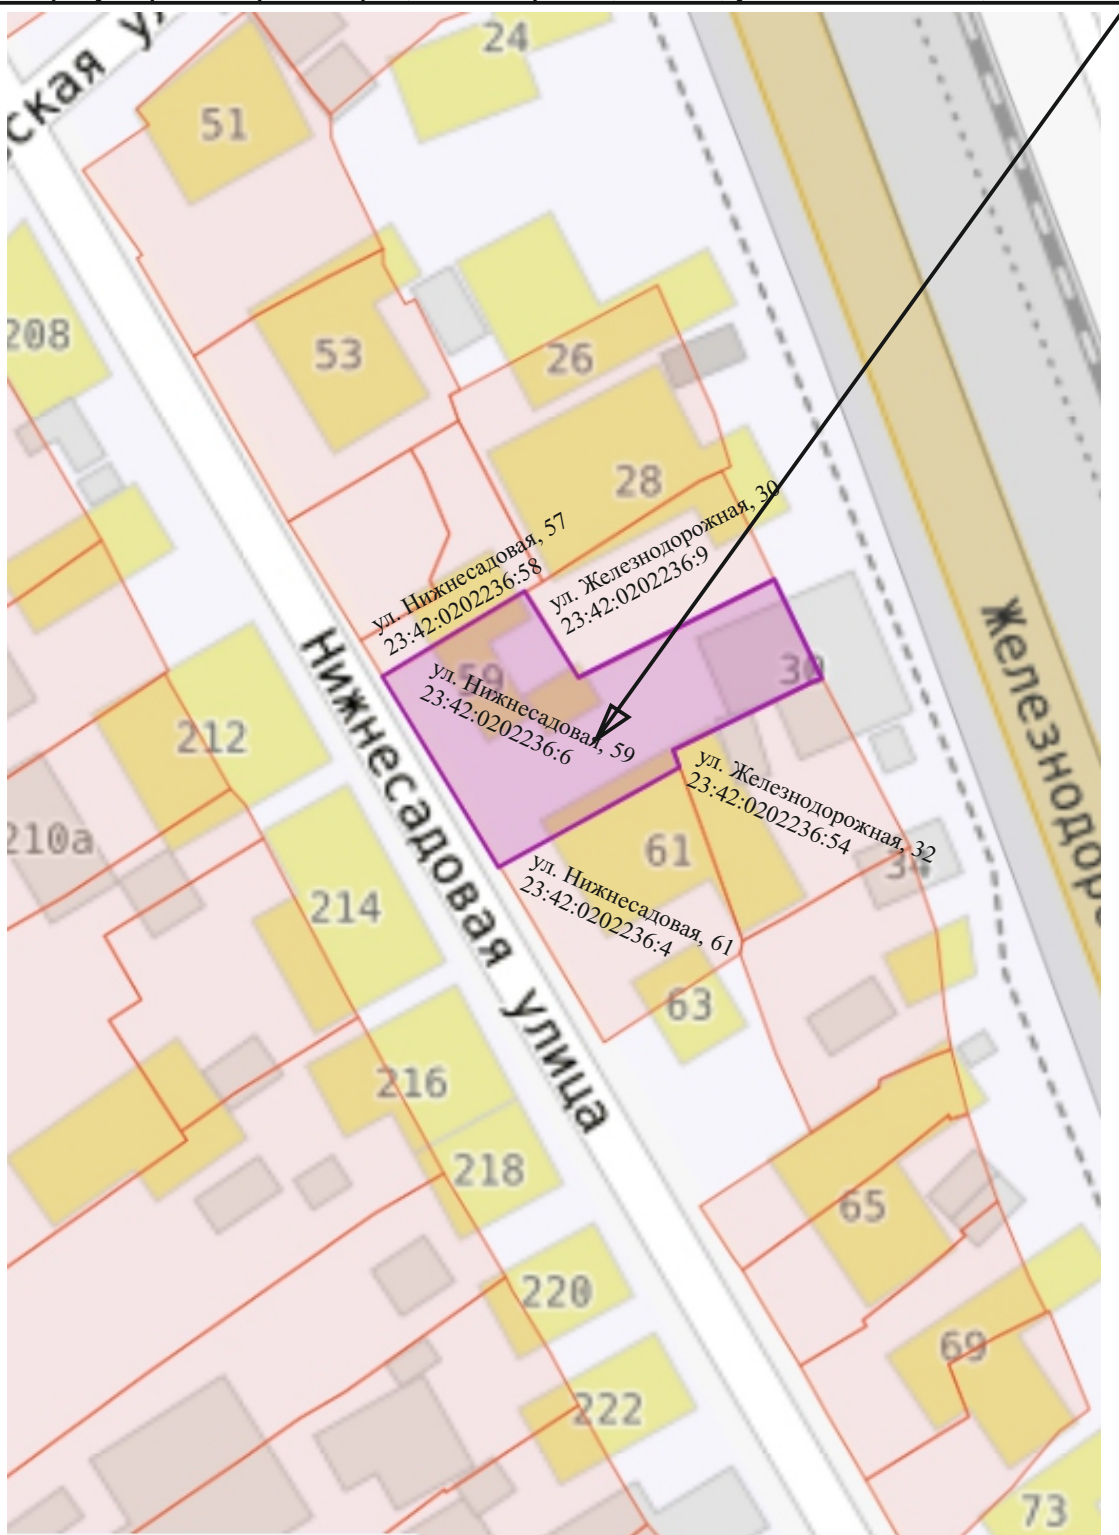 ская ул
24
51
208
53
26
28
ул. Нижнесадовая, 57
23:42:0202236:58
ул. Железнодорожная, 30
23:42:0202236:9
59
30
ул. Нижнесадовая, 59
23:42:0202236:6
212
ул. Железнодорожная, 32
23:42:0202236:54
210а
61
34
ул. Нижнесадовая, 61
23:42:0202236:4
214
63
Нижнесадовая улица
Железнодоро
216
218
65
220
69
222
73